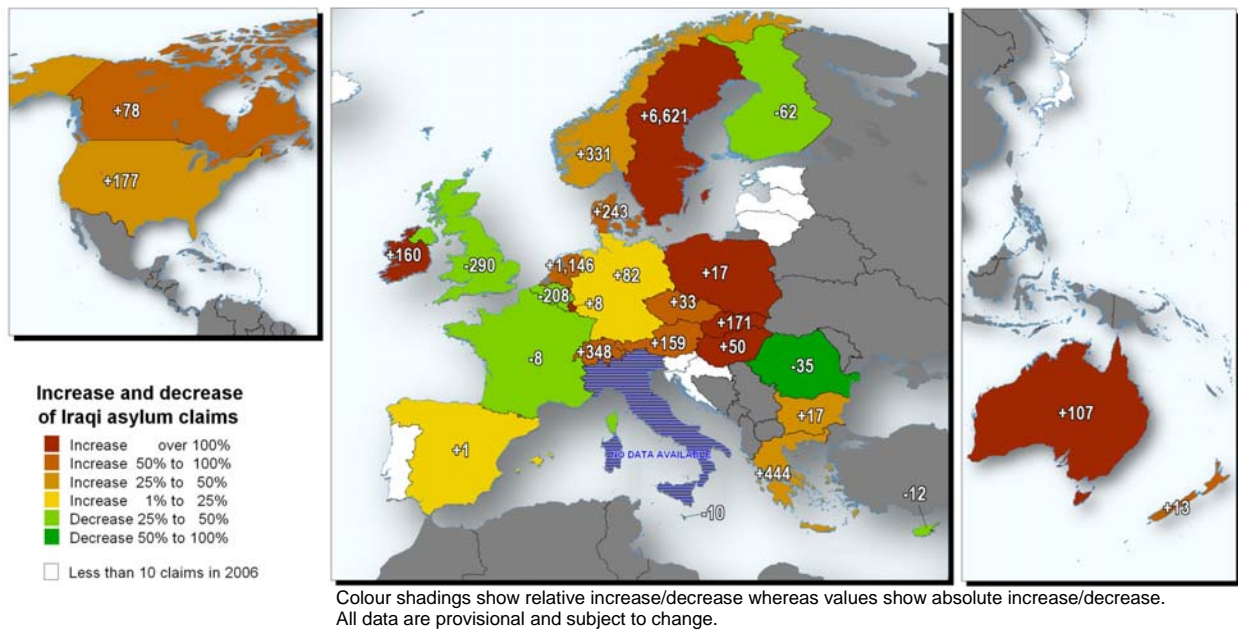 +78
+177
Increase and decrease
of Iraqi asylum claims
Increase over 100%
Increase 50% to 100%
Increase 25% to 50%
Increase 1% to 25%
Decrease 25% to 50%
Decrease 50% to 100%
Less than 10 claims in 2006
+6,621
-62
+331
+243
+160
-290
+1,146
+82
+17
-208
+8
+33
+171
+159
+50
+348
-8
-35
+17
+1
NO DATA AVAILABLE
+444
-12
-10
+107
+13
Colour shadings show relative increase/decrease whereas values show absolute increase/decrease.
All data are provisional and subject to change.